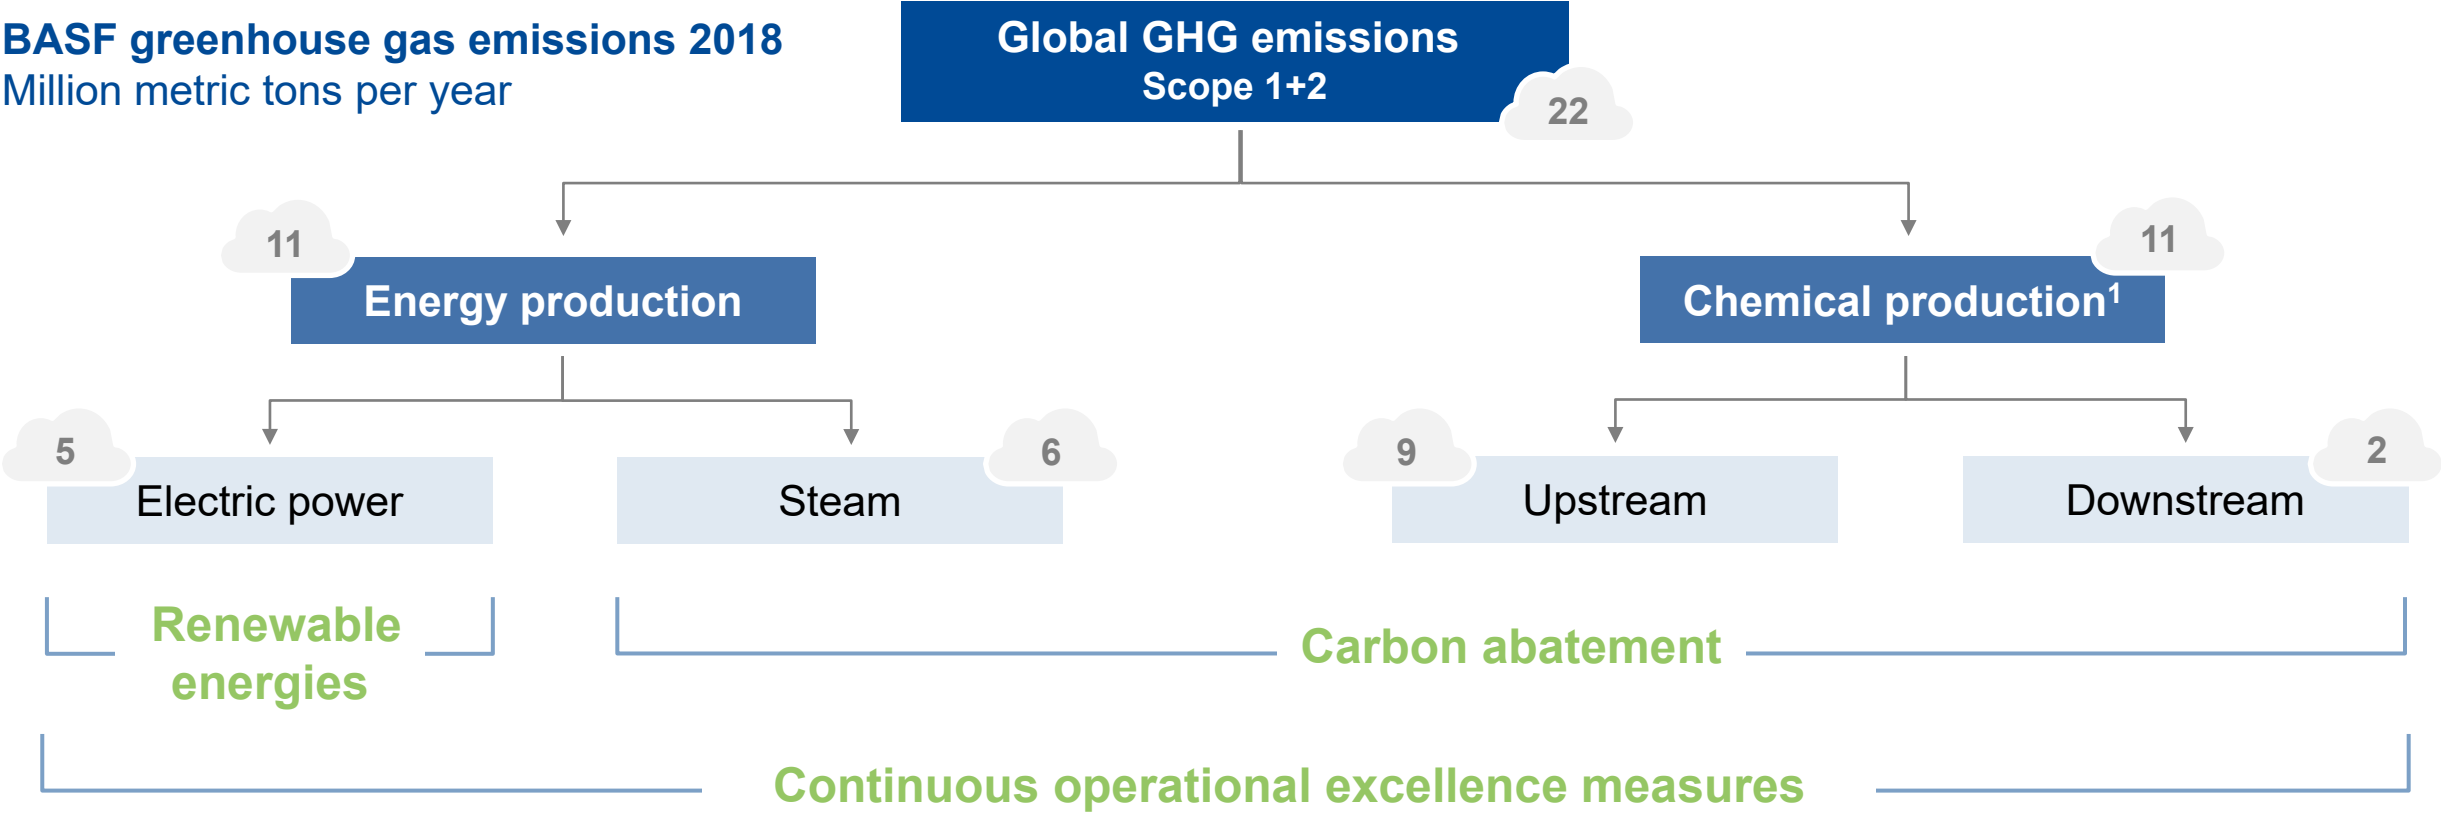 BASF greenhouse gas emissions 2018
Million metric tons per year
Global GHG emissions
Scope 1+2
22
11
Energy production
11
Chemical production¹
5
Electric power
6
Steam
9
Upstream
2
Downstream
Renewable
energies
Carbon abatement
Continuous operational excellence measures